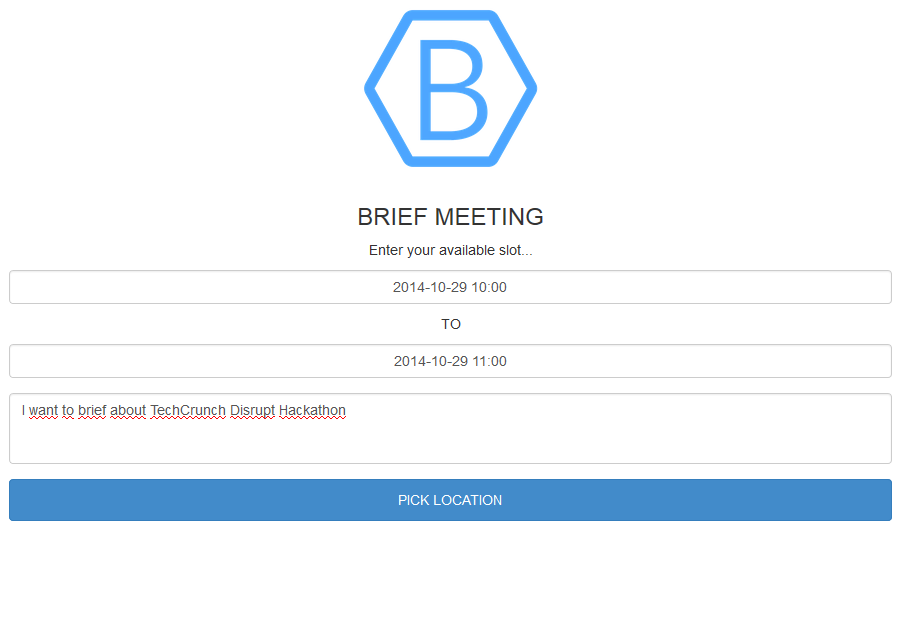 B
BRIEF MEETING
Enter your available slot...
2014-10-29 10:00
TO
2014-10-29 11:00
I want to brief about TechCrunch Disrupt Hackathon
PICK LOCATION